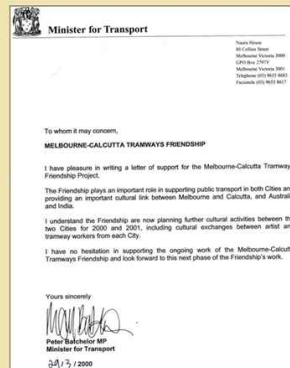 Minister for Transport
Nauru House
80 Collins Street
Melbourne Victoria 3000
GPO Box 2797Y
Melbourne Victoria 3001
Telephone (03) 9655
Facsimile (03) 9655
To whom it may concern,
MELBOURNE-CALCUTTA TRAMWAYS FRIENDSHIP
I have pleasure in writing a letter of support for the Melbourne-Calcutta Tramway
Friendship Project.
The Friendship plays an important role in supporting public transport in both Cities an
providing an important cultural link between Melbourne and Calcutta, and Australi
and India.
I understand the Friendship are now planning further cultural activities between th
two Cities for 2000 and 2001, including cultural exchanges between artist an
tramway workers from each City.
I have no hesitation in supporting the ongoing work of the Melbourne-Calcut
Tramways Friendship and look forward to this next phase of the Friendship's work.
Yours sincerely
Peter Batchelor MP
Minister for Transport
29/3/2000